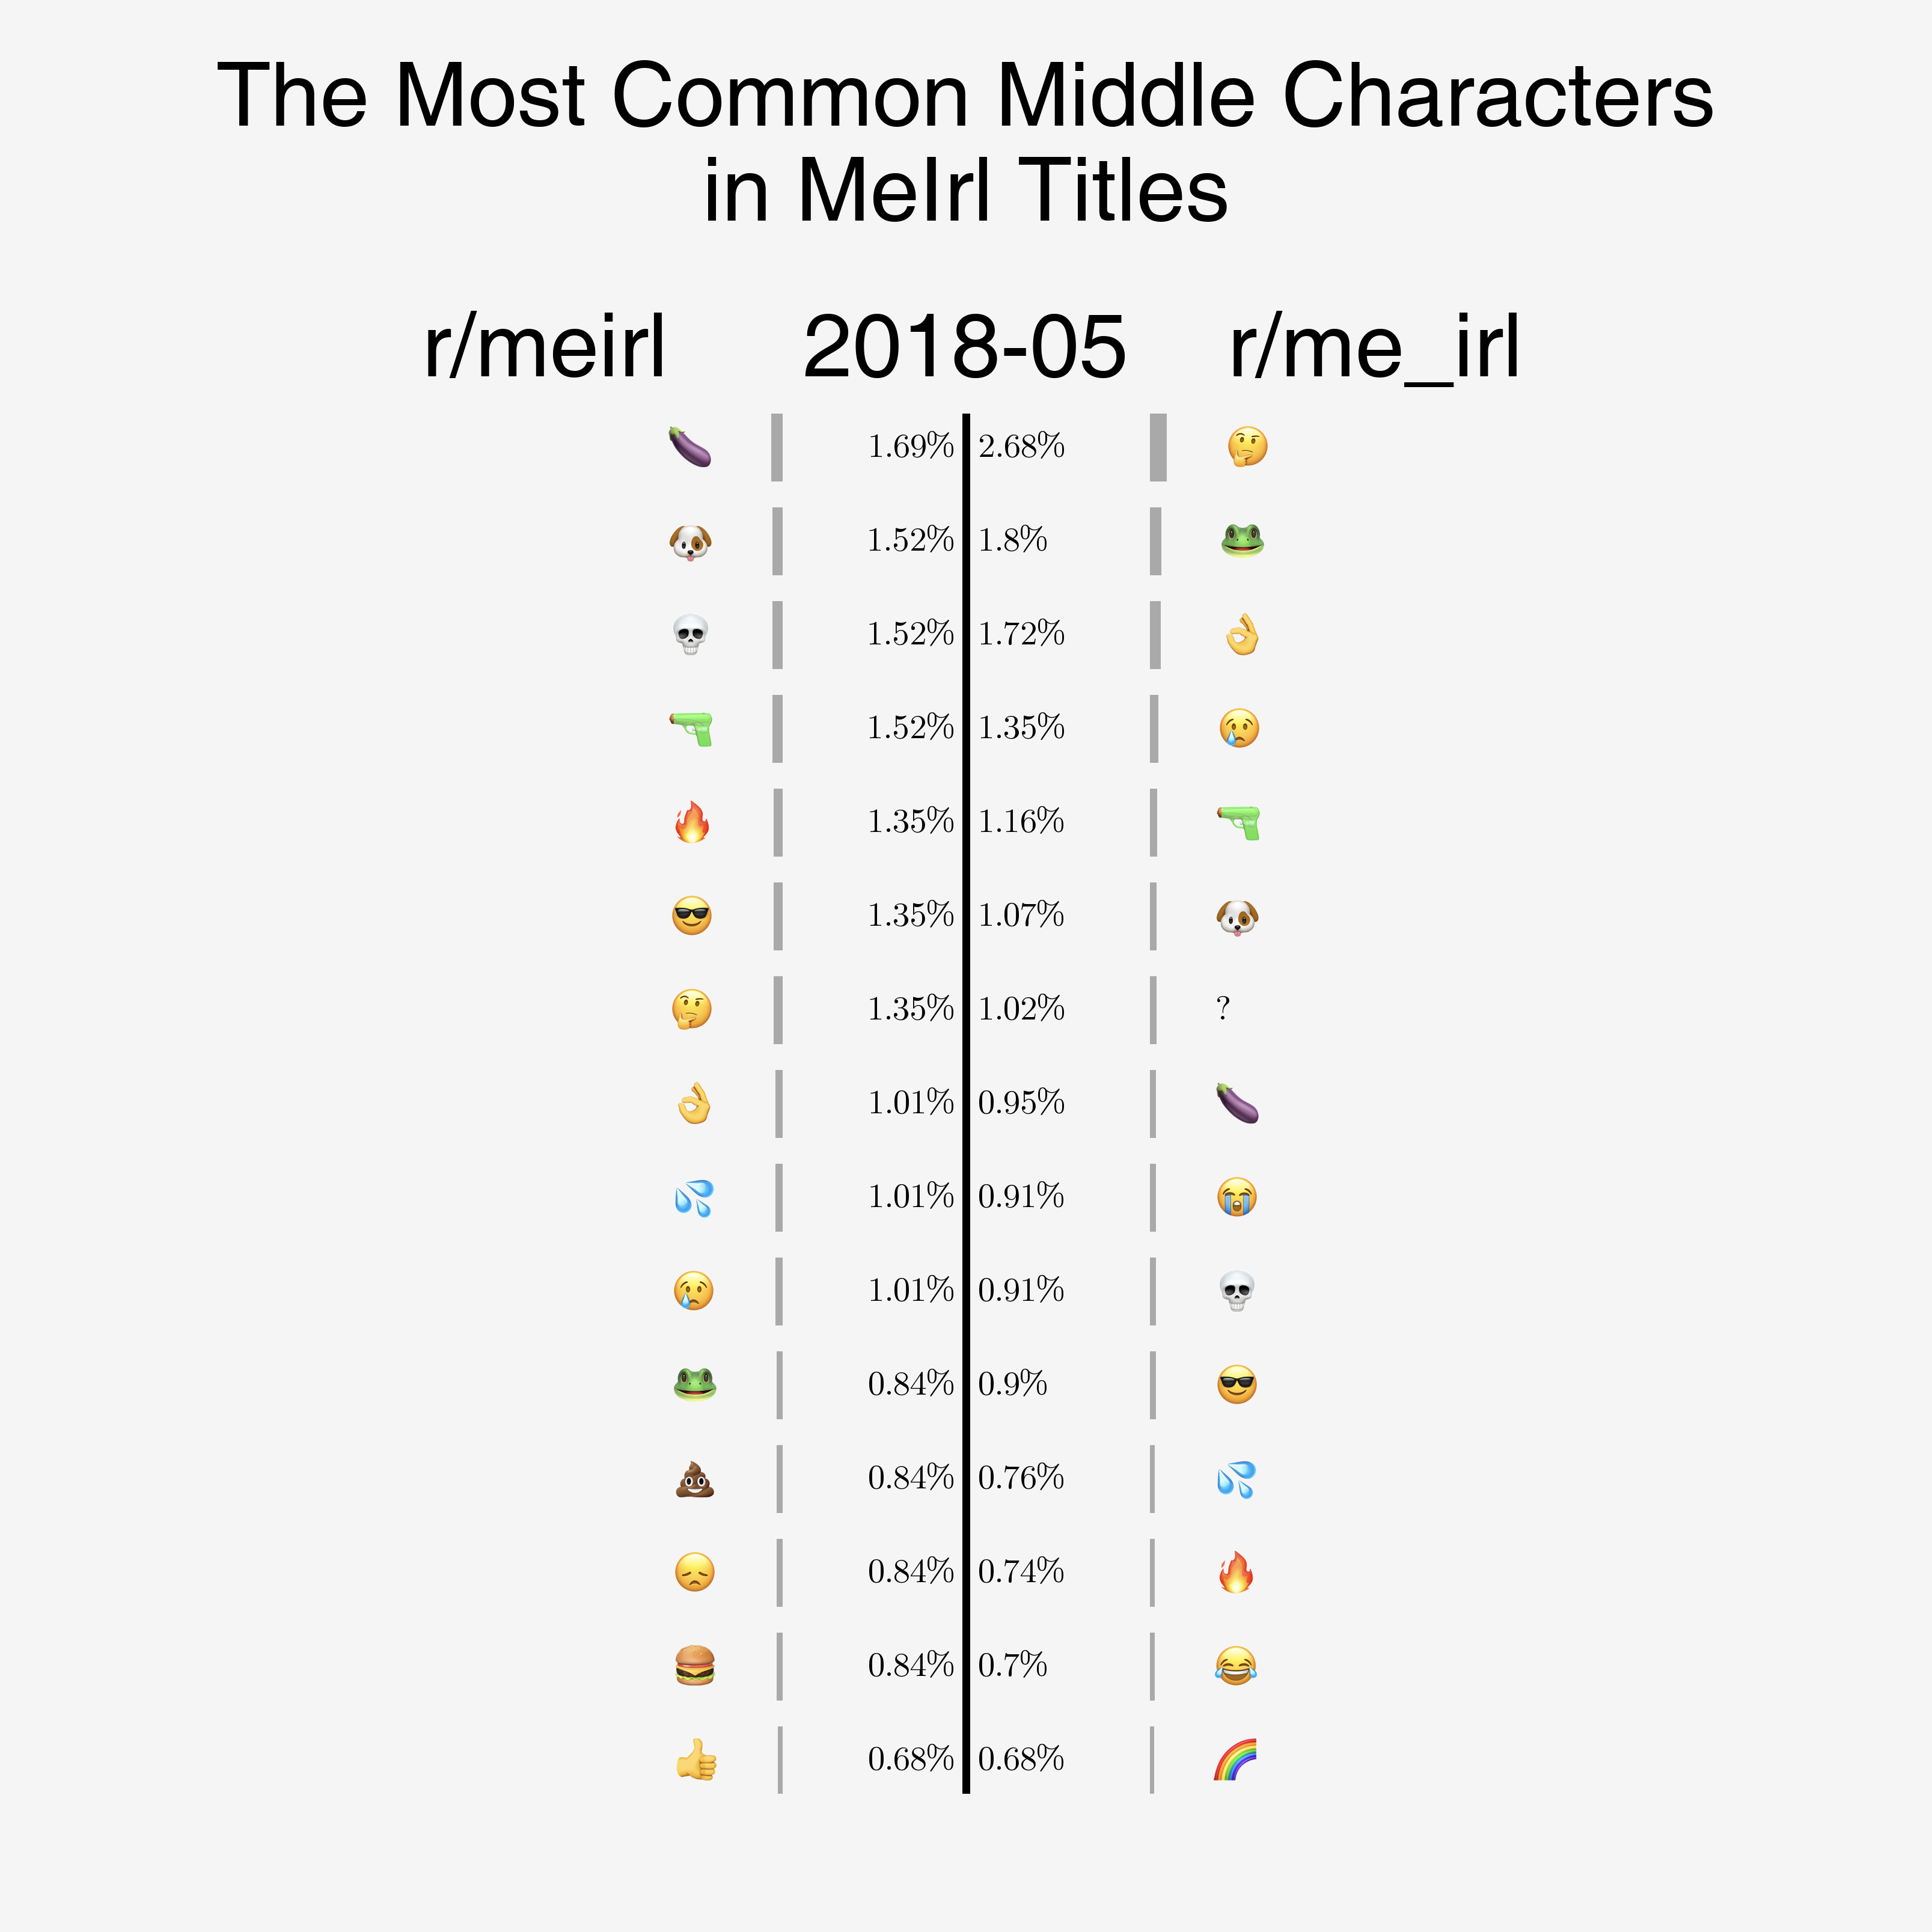 The Most Common Middle Characters
in MeIrl Titles
r/meirl 2018-05 r/me_irl
🍆 1.69% 2.68% 🤔
🐶 1.52% 1.8% 🐸
💀 1.52% 1.72% 👌
🔫 1.52% 1.35% 😢
🔥 1.35% 1.16% 🔫
😎 1.35% 1.07% 🐶
🤔 1.35% 1.02% ?
👌 1.01% 0.95% 🍆
💦 1.01% 0.91% 😭
😢 1.01% 0.91% 💀
🐸 0.84% 0.9% 😎
💩 0.84% 0.76% 💦
😞 0.84% 0.74% 🔥
🍔 0.84% 0.7% 😂
👍 0.68% 0.68% 🌈